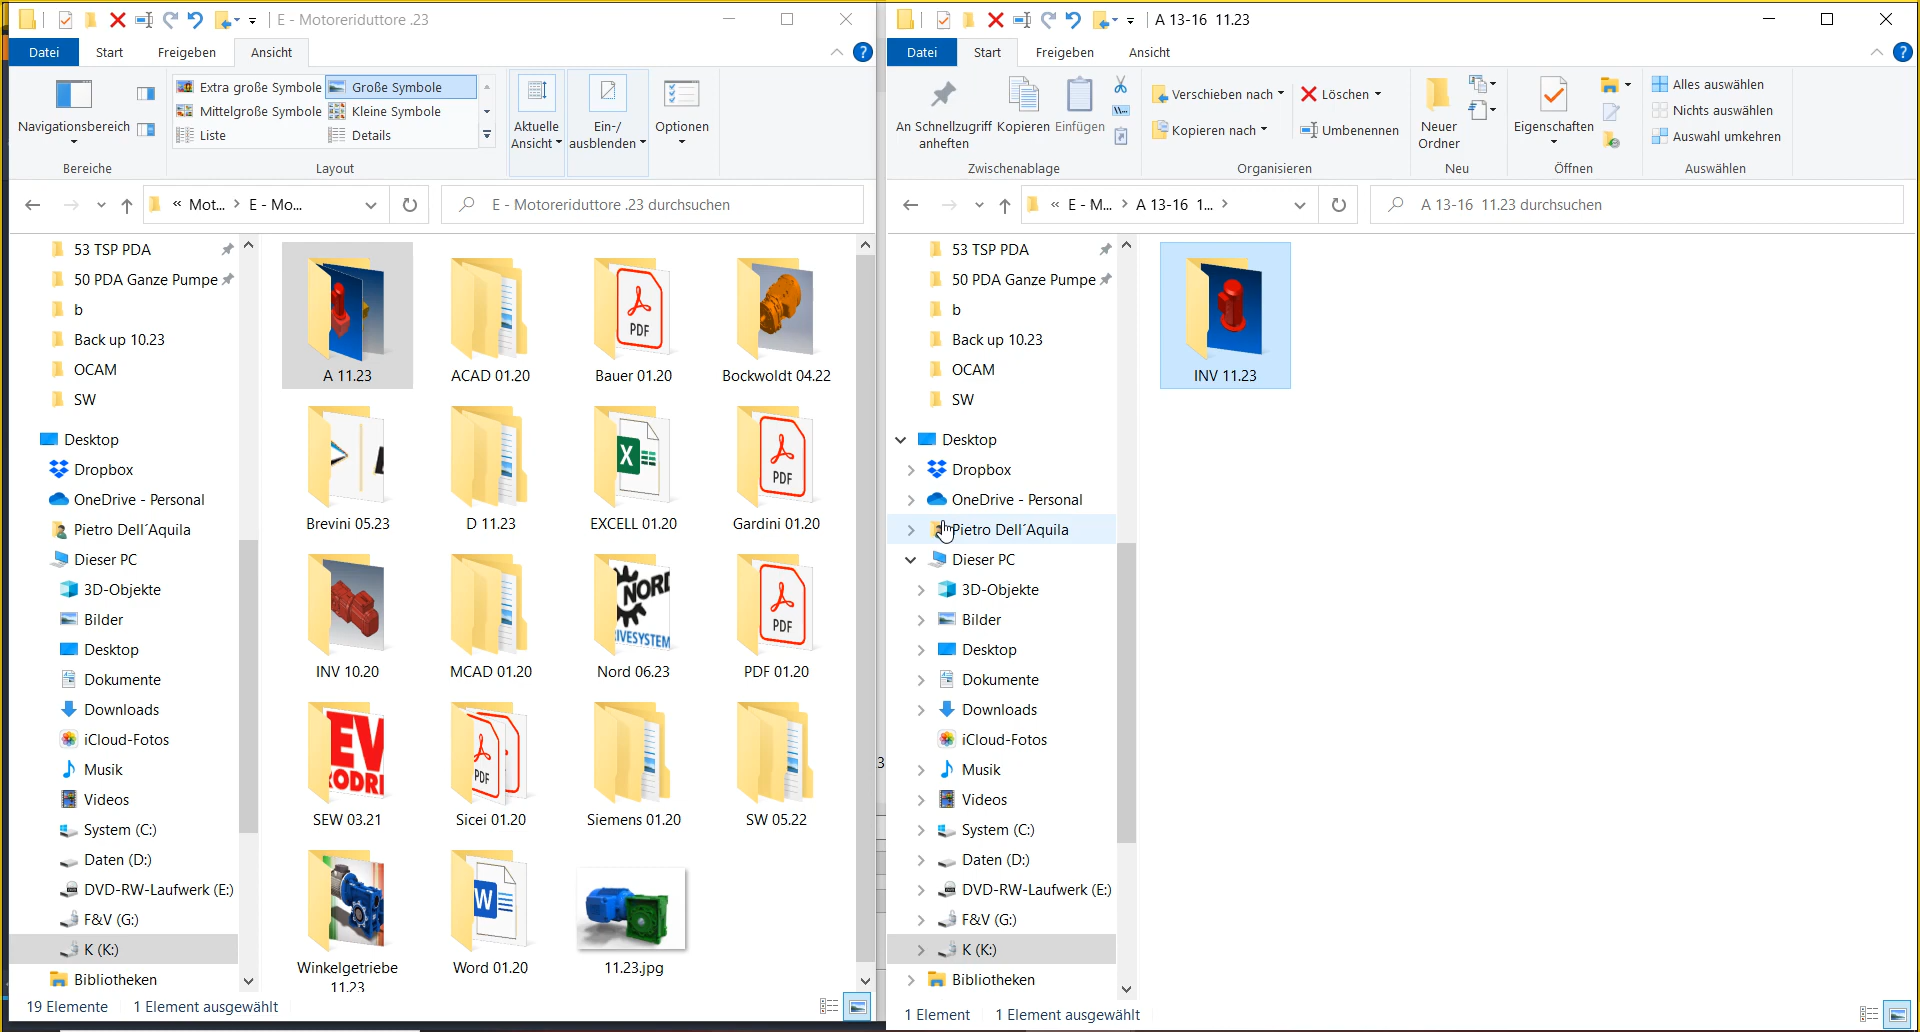 E - Motoreriduttore .23
Datei Start Freigeben Ansicht
Navigationsbereich
Bereiche
Extra große Symbole
Große Symbole
Mittelgroße Symbole
Kleine Symbole
Liste
Details
Layout
Aktuelle
Ansicht
Ein-/
ausblenden
Optionen
« Mot... > E - Mo...
E - Motoreriduttore .23 durchsuchen
53 TSP PDA
50 PDA Ganze Pumpe
b
Back up 10.23
OCAM
SW
Desktop
Dropbox
OneDrive - Personal
Pietro Dell´Aquila
Dieser PC
3D-Objekte
Bilder
Desktop
Dokumente
Downloads
iCloud-Fotos
Musik
Videos
System (C:)
Daten (D:)
DVD-RW-Laufwerk (E:)
F&V (G:)
K (K:)
Bibliotheken
PDF
A 11.23
ACAD 01.20
Bauer 01.20
Bockwoldt 04.22
X
PDF
Brevini 05.23
D 11.23
EXCELL 01.20
Gardini 01.20
NORD
IVESYSTEM
PDF
INV 10.20
MCAD 01.20
Nord 06.23
PDF 01.20
EV
RODRI
PDF
SEW 03.21
Sicei 01.20
Siemens 01.20
SW 05.22
W
Winkelgetriebe
11.23
Word 01.20
11.23.jpg
19 Elemente
1 Element ausgewählt
3
A 13-16 11.23
Datei Start Freigeben Ansicht
An Schnellzugriff
anheften
Kopieren
Einfügen
Zwischenablage
Verschieben nach
Kopieren nach
Löschen
Umbenennen
Organisieren
Neuer
Ordner
Neu
Eigenschaften
Öffnen
Alles auswählen
Nichts auswählen
Auswahl umkehren
Auswählen
« E - M... > A 13-16 1... >
A 13-16 11.23 durchsuchen
53 TSP PDA
50 PDA Ganze Pumpe
b
Back up 10.23
OCAM
SW
Desktop
Dropbox
OneDrive - Personal
Pietro Dell´Aquila
Dieser PC
3D-Objekte
Bilder
Desktop
Dokumente
Downloads
iCloud-Fotos
Musik
Videos
System (C:)
Daten (D:)
DVD-RW-Laufwerk (E:)
F&V (G:)
K (K:)
Bibliotheken
INV 11.23
1 Element
1 Element ausgewählt